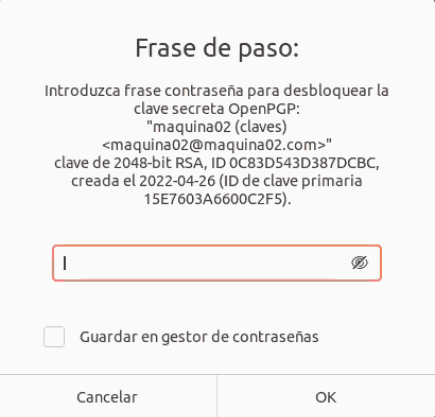 Frase de paso:
Introduzca frase contraseña para desbloquear la
clave secreta OpenPGP:
"maquina02 (claves)
<maquina02@maquina02.com>"
clave de 2048-bit RSA, ID 0C83D543D387DCBC,
creada el 2022-04-26 (ID de clave primaria
15E7603A6600C2F5).
Guardar en gestor de contraseñas
Cancelar
OK